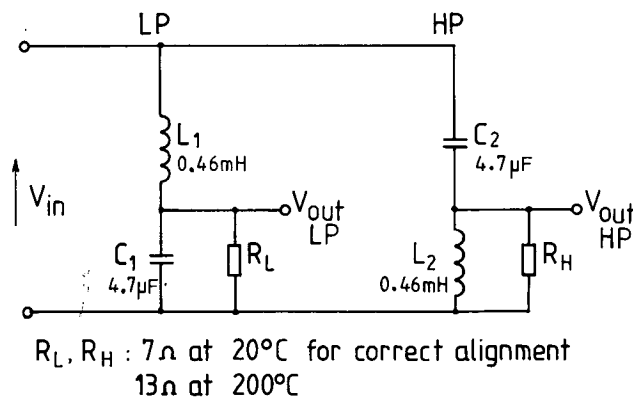 LP HP
L1
0.46mH
C2
4.7µF
Vin
Vout
LP
Vout
HP
C1
4.7µF
RL
L2
0.46mH
RH
RL, RH : 7Ω at 20°C for correct alignment
13Ω at 200°C